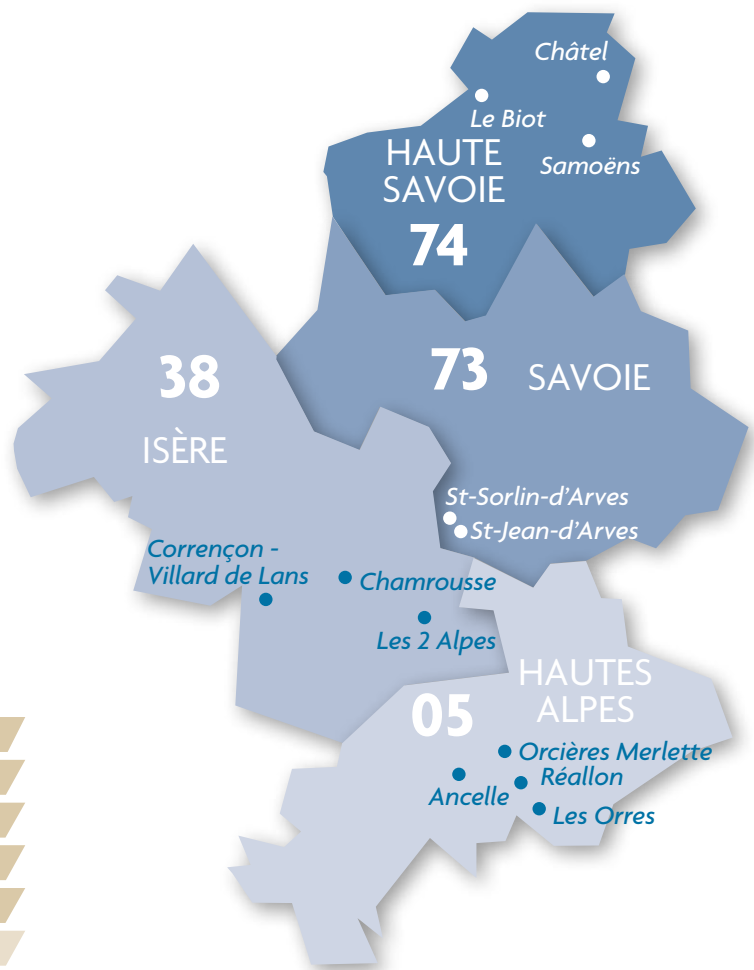 Châtel
Le Biot
Samoëns
HAUTE
SAVOIE
74
38
ISÈRE
73
SAVOIE
St-Sorlin-d'Arves
St-Jean-d'Arves
Corrençon -
Villard de Lans
Chamrousse
Les 2 Alpes
HAUTES
ALPES
05
Orcières Merlette
Réallon
Ancelle
Les Orres